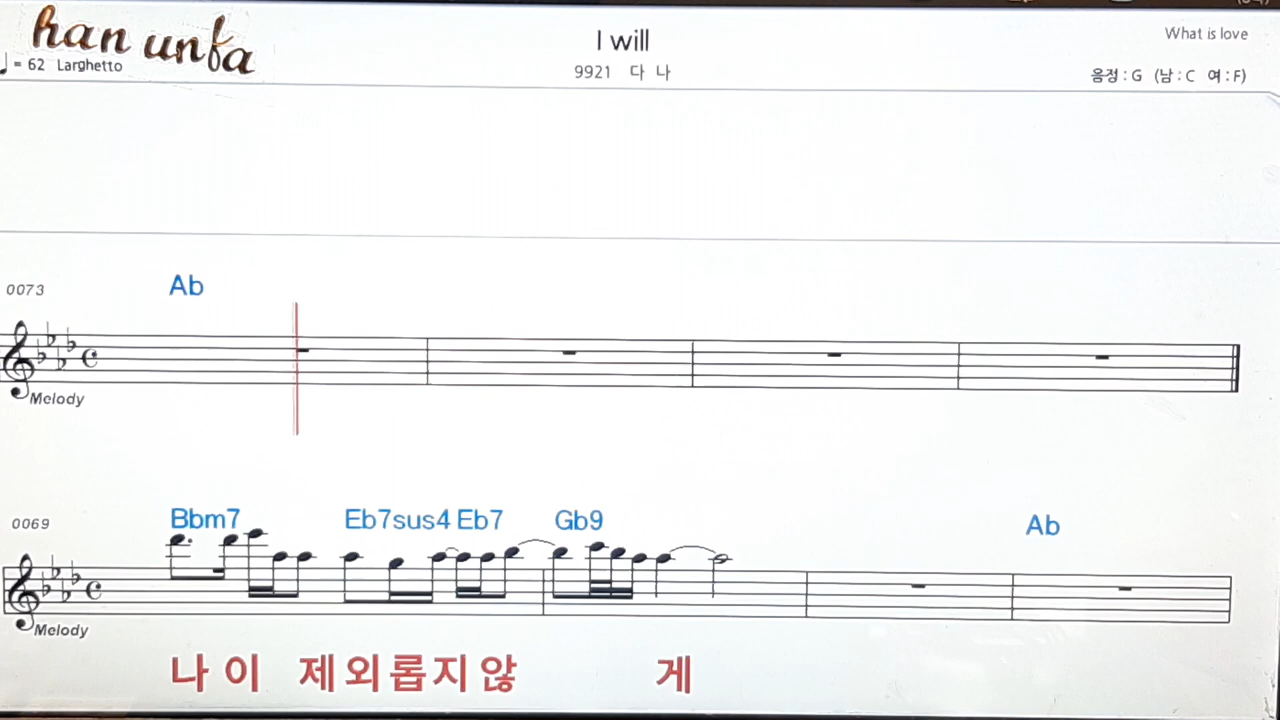 han unfa
I will
What is love
♩ = 62 Larghetto
9921 다 나
음정 : G (남 : C 여 : F)
0073
Ab
Melody
0069
Bbm7 Eb7sus4 Eb7 Gb9 Ab
Melody
나 이 제 외 롭 지 않 게